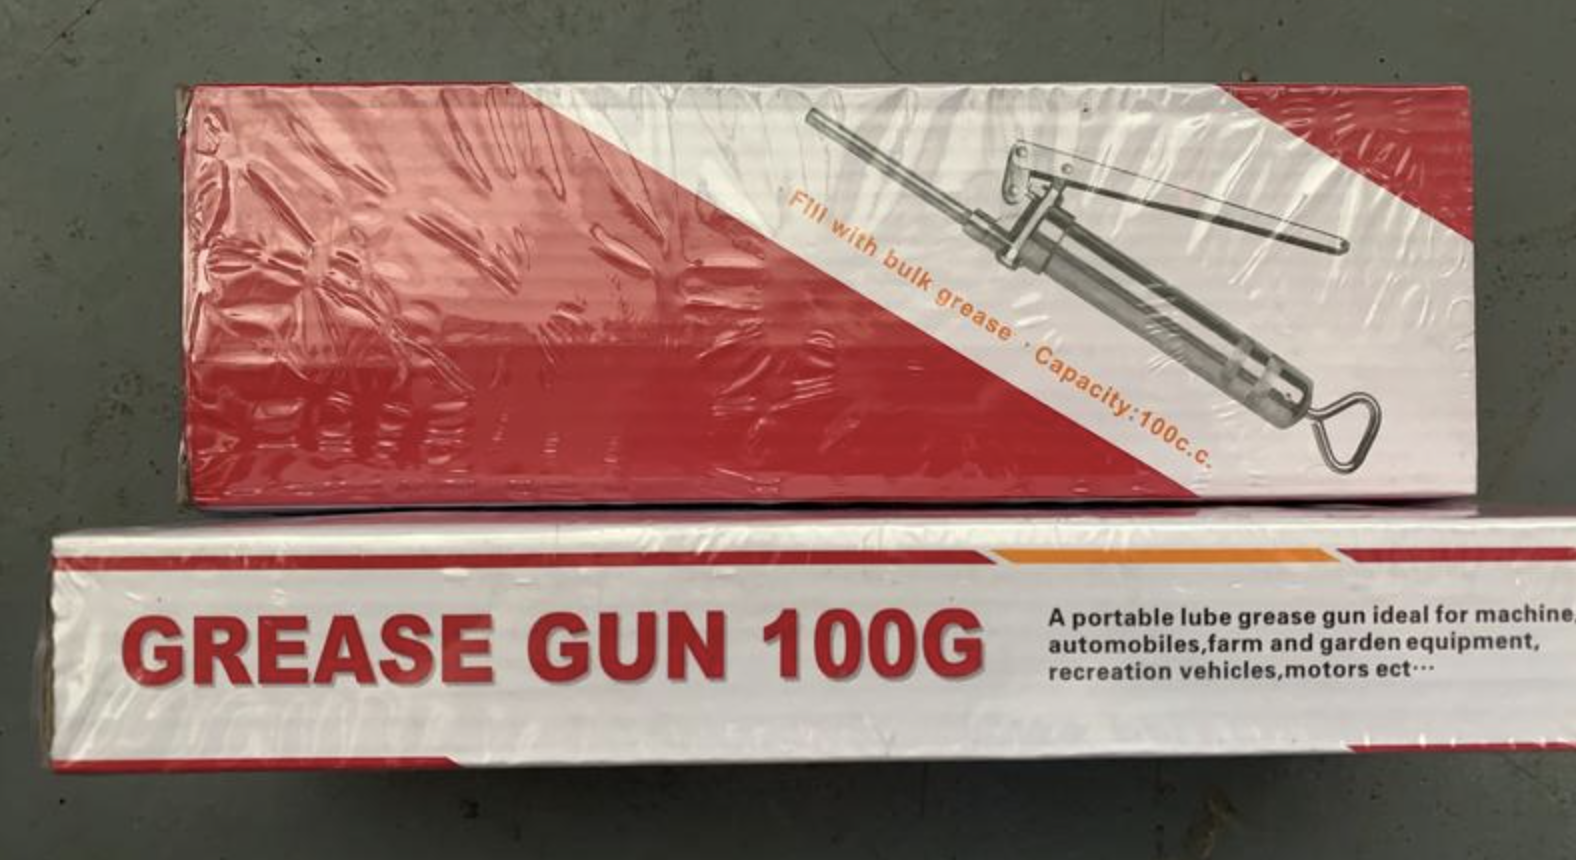 Fill with bulk grease · Capacity:100c.c.
GREASE GUN 100G
A portable lube grease gun ideal for machine,
automobiles,farm and garden equipment,
recreation vehicles,motors ect···